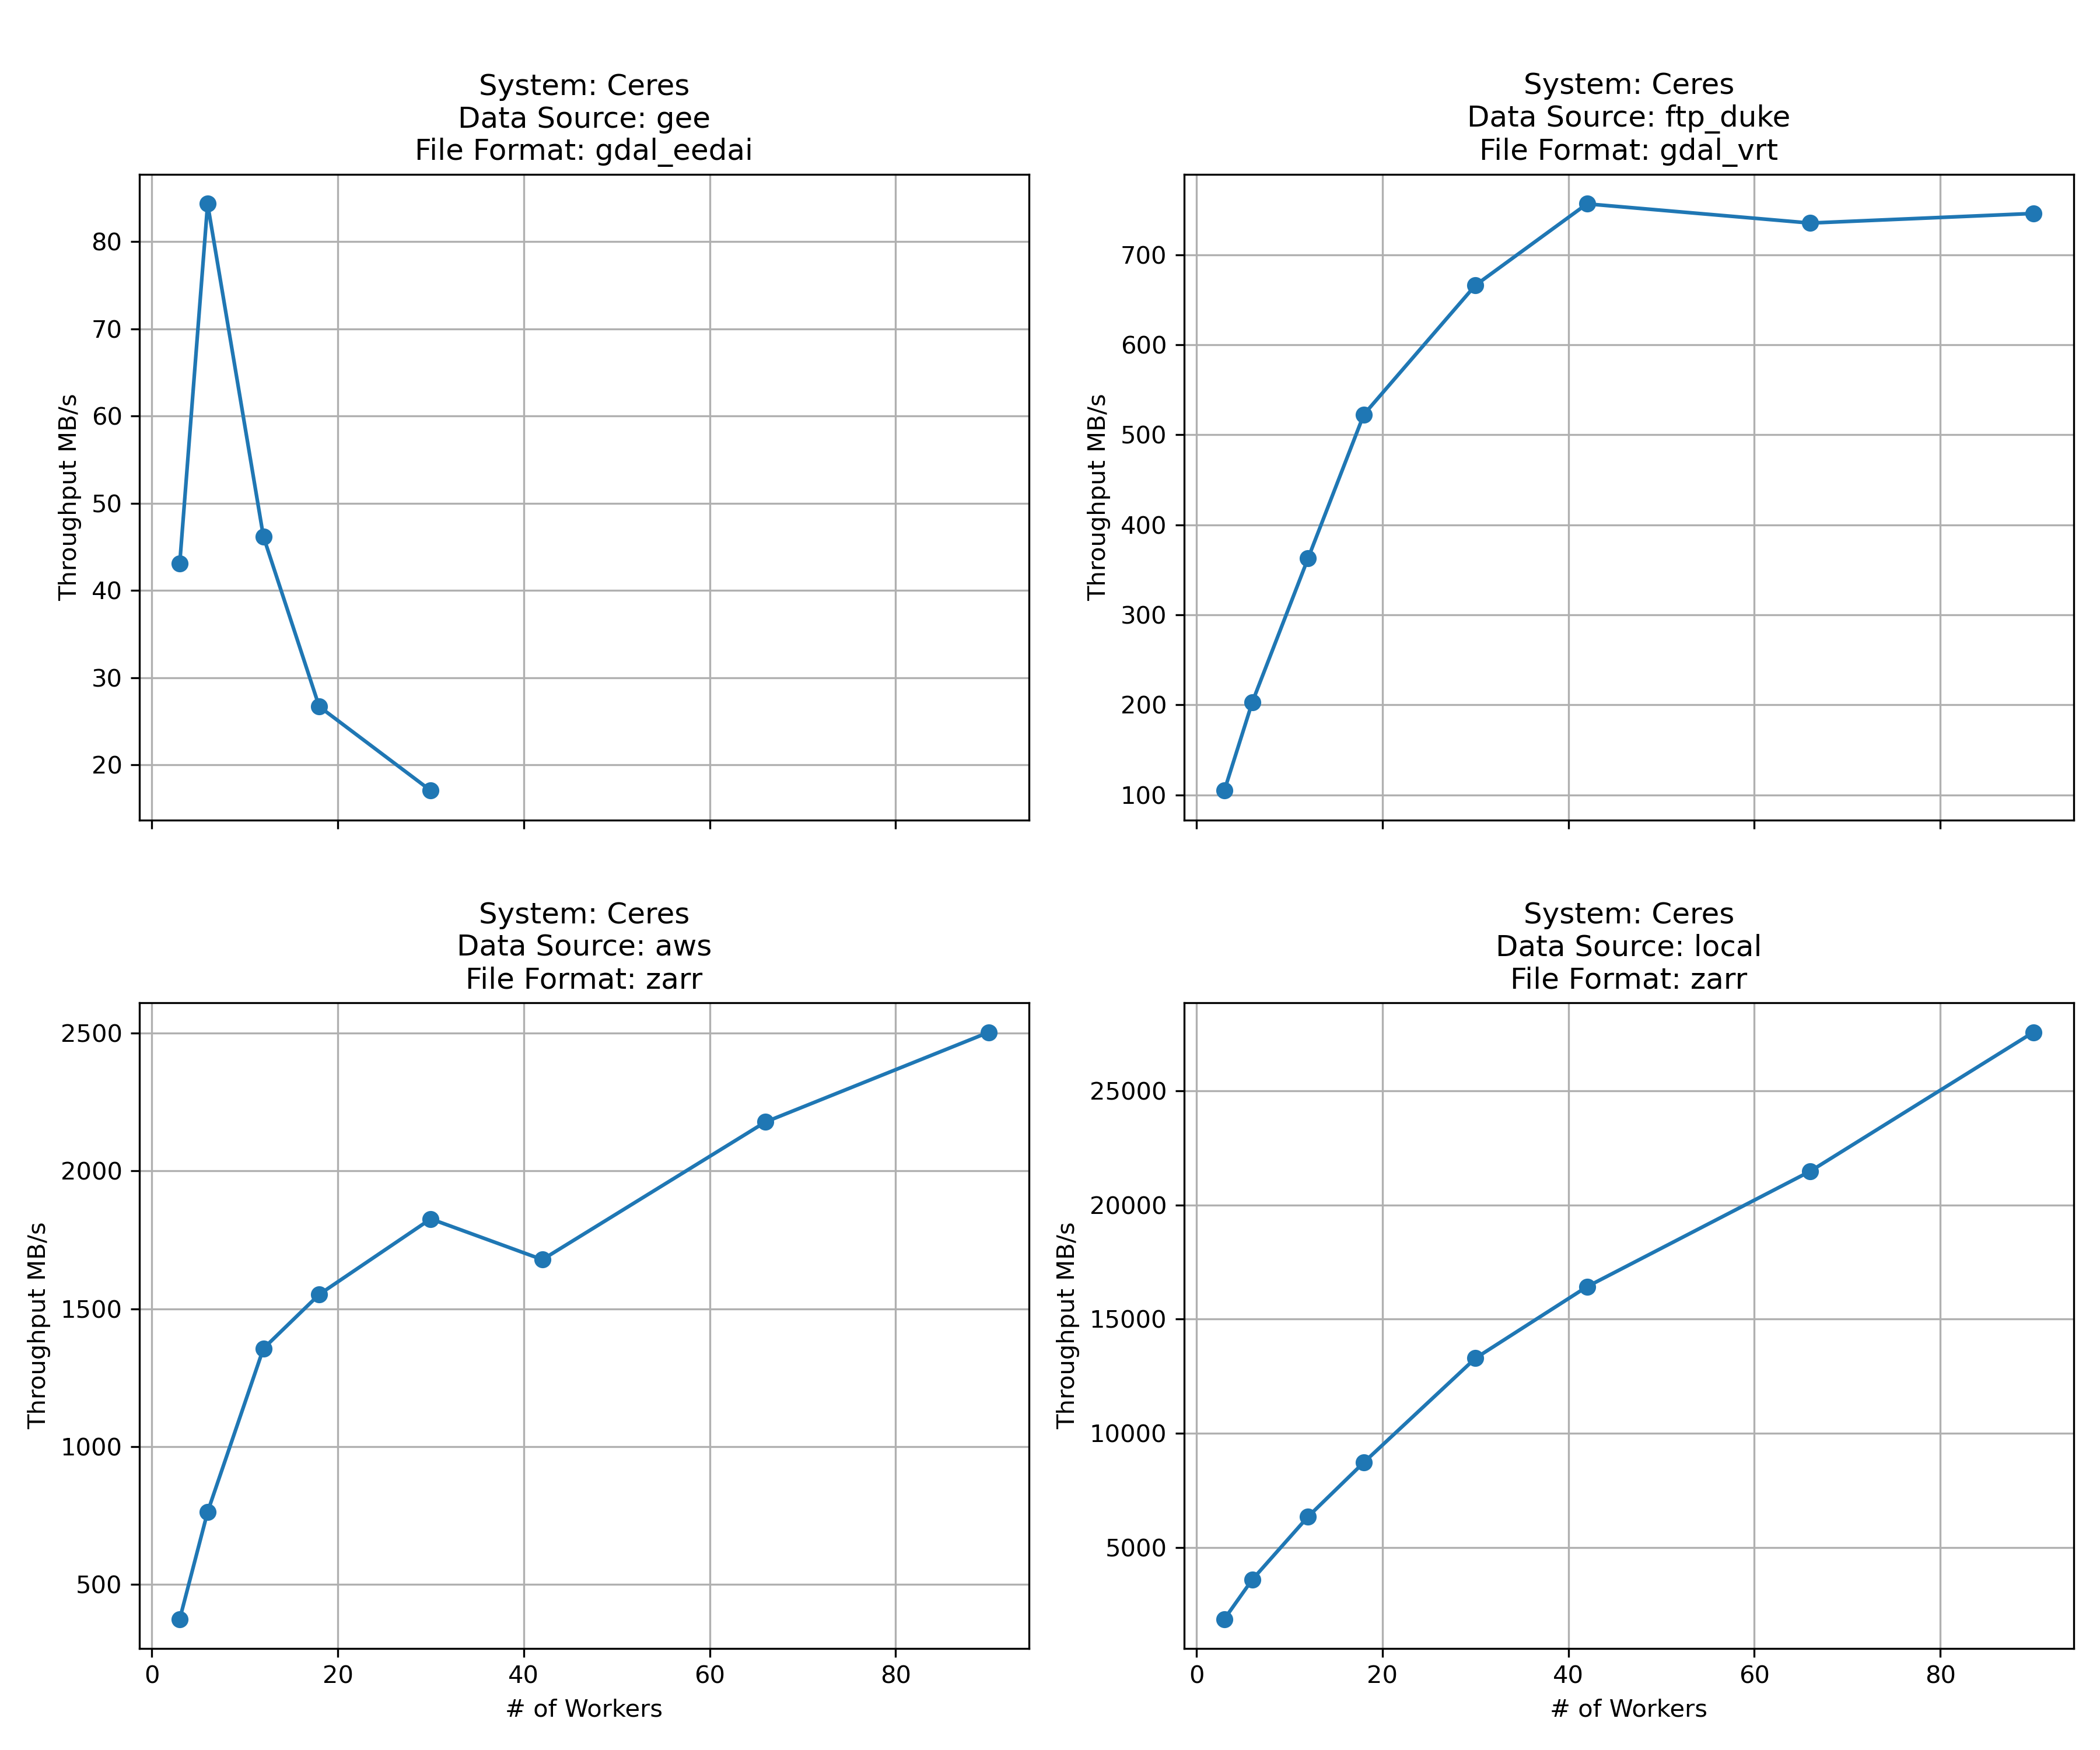 System: Ceres
Data Source: gee
File Format: gdal_eedai
Throughput MB/s
80
70
60
50
40
30
20
System: Ceres
Data Source: ftp_duke
File Format: gdal_vrt
Throughput MB/s
700
600
500
400
300
200
100
System: Ceres
Data Source: aws
File Format: zarr
Throughput MB/s
2500
2000
1500
1000
500
0 20 40 60 80
# of Workers
System: Ceres
Data Source: local
File Format: zarr
Throughput MB/s
25000
20000
15000
10000
5000
0 20 40 60 80
# of Workers